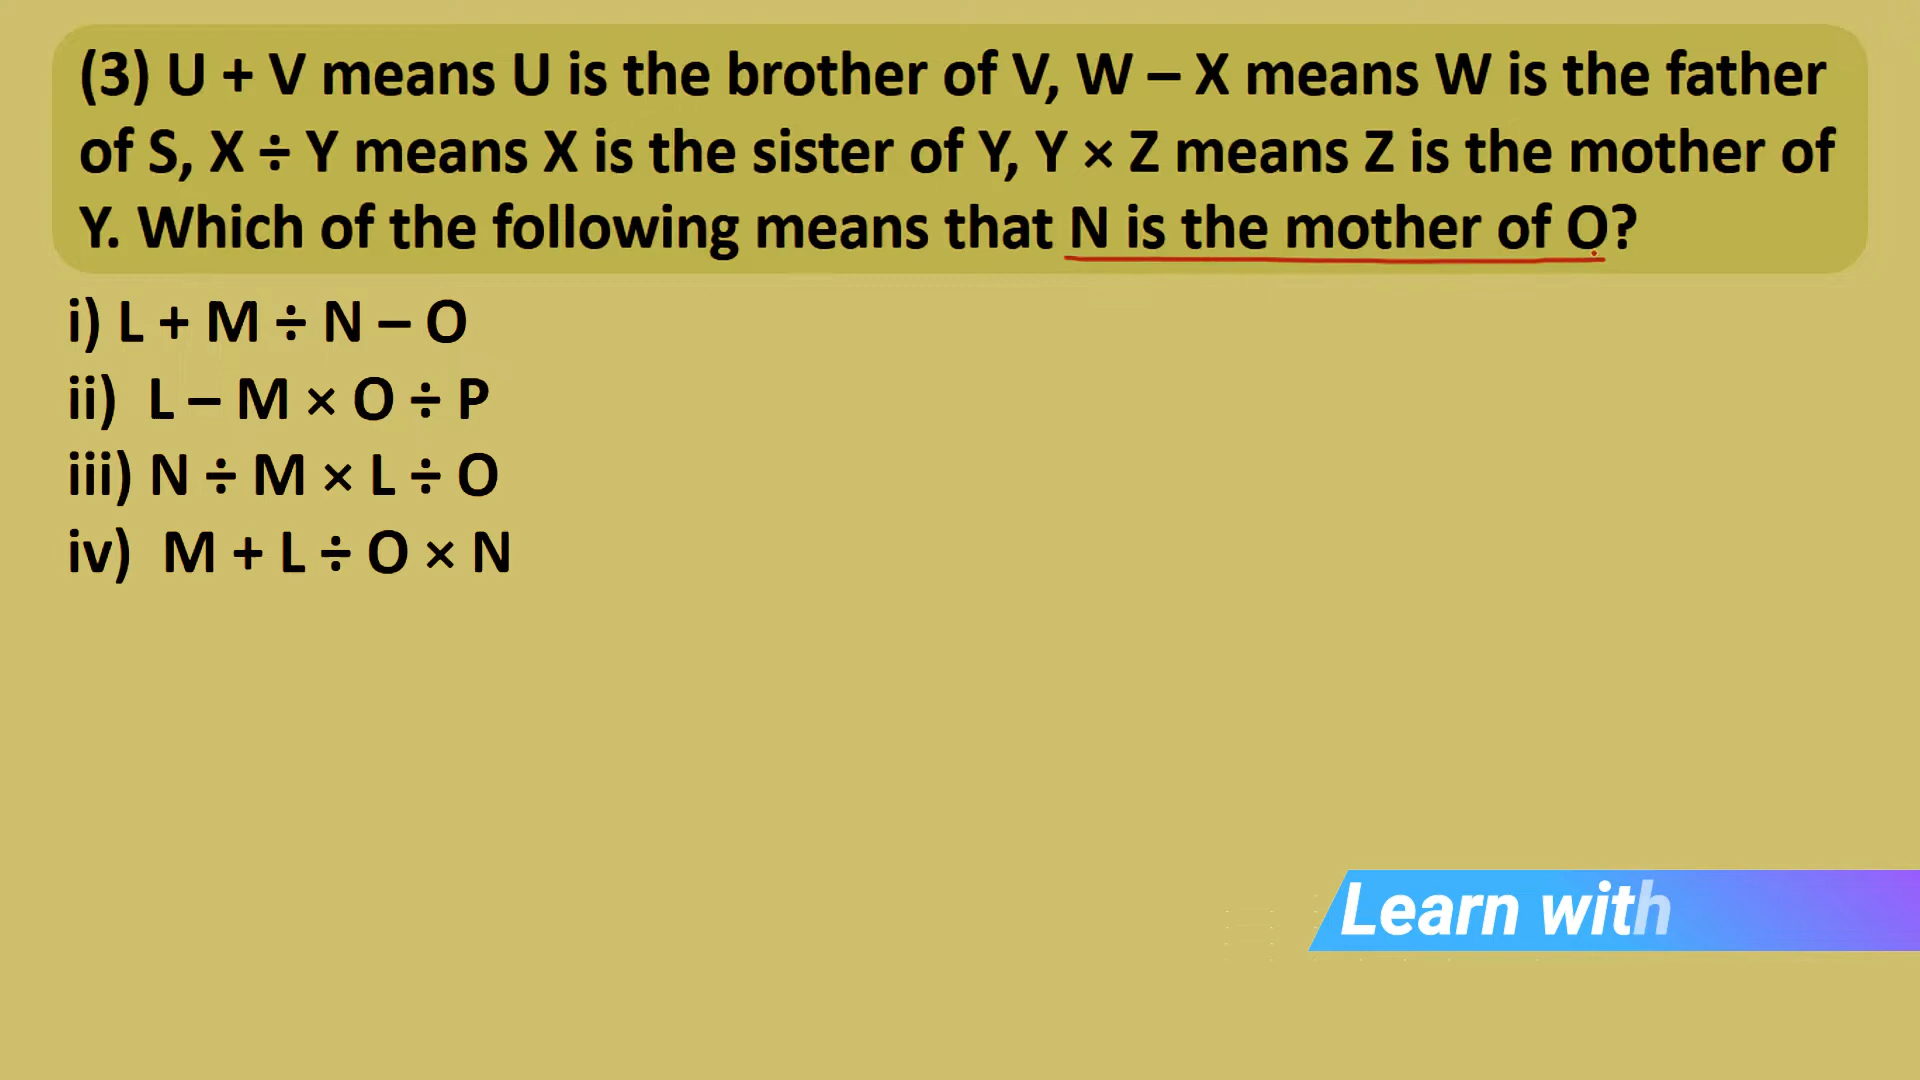 (3) U + V means U is the brother of V, W – X means W is the father
of S, X ÷ Y means X is the sister of Y, Y × Z means Z is the mother of
Y. Which of the following means that N is the mother of O?
i) L + M ÷ N – O
ii) L – M × O ÷ P
iii) N ÷ M × L ÷ O
iv) M + L ÷ O × N
Learn with